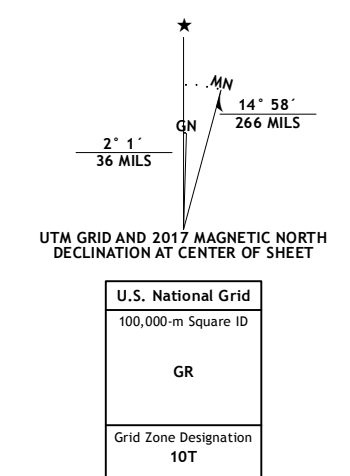 ★
MN
14° 58´
266 MILS
GN
2° 1´
36 MILS
UTM GRID AND 2017 MAGNETIC NORTH
DECLINATION AT CENTER OF SHEET
U.S. National Grid
100,000-m Square ID
GR
Grid Zone Designation
10T